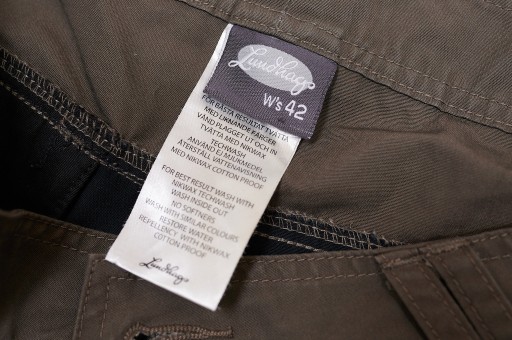 Lundhags
W's 42
FÖR BÄSTA RESULTAT TVÄTTA
MED LIKNANDE FÄRGER
VÄND PLAGGET UT OCH IN
TVÄTTA MED NIKWAX
TECHWASH
ANVÄND EJ MJUKMEDEL
ÅTERSTÄLL VATTENAVVISNING
MED NIKWAX COTTON PROOF
FOR BEST RESULT WASH WITH
NIKWAX TECHWASH
WASH INSIDE OUT
NO SOFTNERS
WASH WITH SIMILAR COLOURS
RESTORE WATER
REPELLENCY WITH NIKWAX
COTTON PROOF
Lundhags